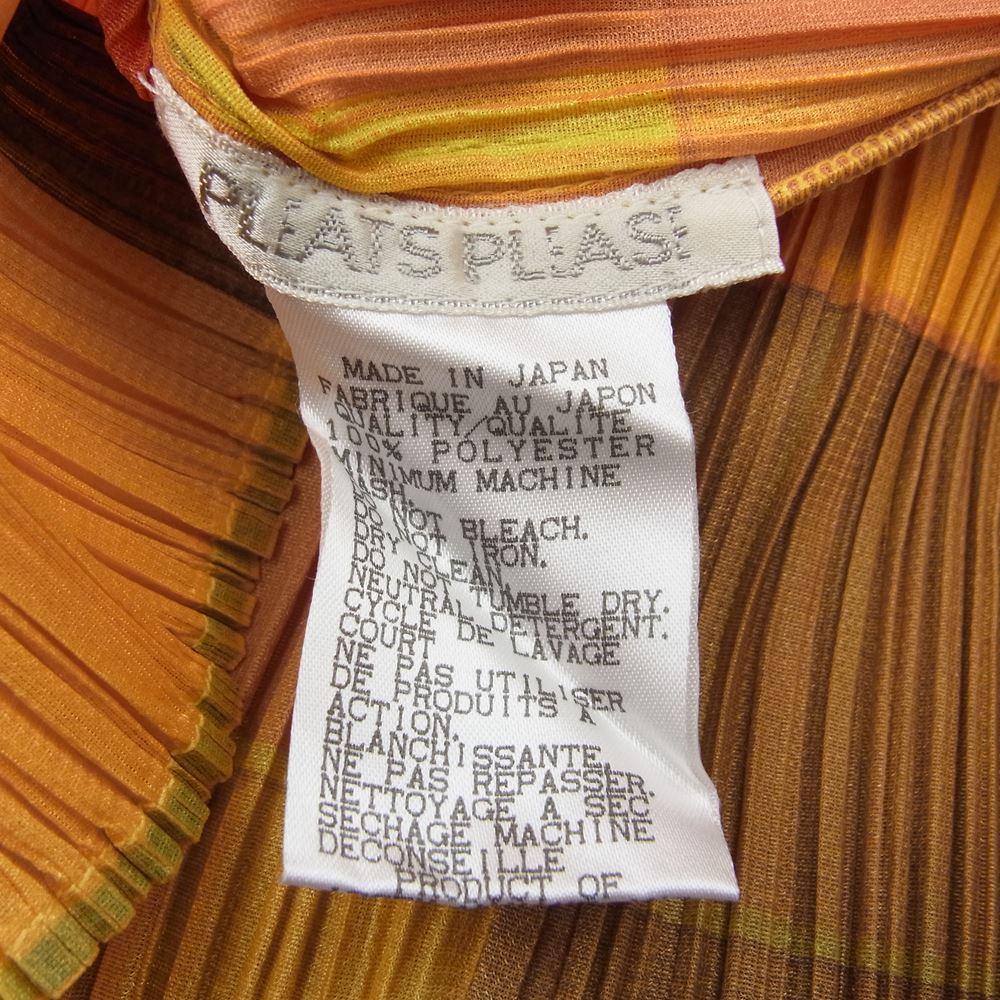 PLEATS PLEASE
MADE IN JAPAN
FABRIQUE AU JAPON
QUALITY/QUALITE
100% POLYESTER
MINIMUM MACHINE
WASH.
DO NOT BLEACH.
DO NOT IRON.
DRY CLEAN.
DO NOT TUMBLE DRY.
NEUTRAL DETERGENT.
CYCLE DE LAVAGE
COURT
NE PAS UTILISER
DE PRODUITS A
ACTION.
BLANCHISSANTE.
NE PAS REPASSER.
NETTOYAGE A SEC
SECHAGE MACHINE
DECONSEILLE
PRODUCT OF